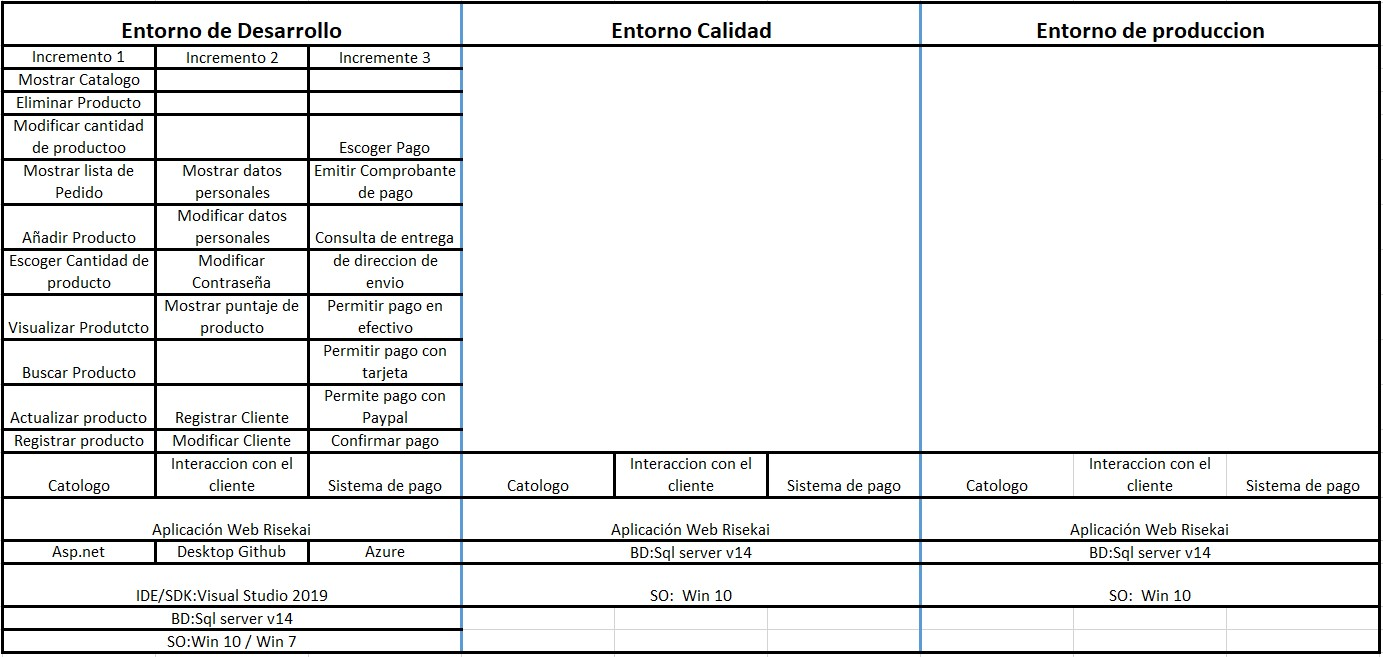 Entorno de Desarrollo Entorno Calidad Entorno de produccion
Incremento 1 Incremento 2 Incremente 3
Mostrar Catalogo
Eliminar Producto
Modificar cantidad
de productoo Escoger Pago
Mostrar lista de Mostrar datos Emitir Comprobante
Pedido personales de pago
Modificar datos
Añadir Producto personales Consulta de entrega
Escoger Cantidad de Modificar de direccion de
producto Contraseña envio
Mostrar puntaje de Permitir pago en
Visualizar Produtcto producto efectivo
Permitir pago con
Buscar Producto tarjeta
Permite pago con
Actualizar producto Registrar Cliente Paypal
Registrar producto Modificar Cliente Confirmar pago
Interaccion con el Interaccion con el Interaccion con el
Catologo cliente Sistema de pago Catologo cliente Sistema de pago Catologo cliente Sistema de pago
Aplicación Web Risekai Aplicación Web Risekai Aplicación Web Risekai
Asp.net Desktop Github Azure BD:Sql server v14 BD:Sql server v14
IDE/SDK:Visual Studio 2019 SO: Win 10 SO: Win 10
BD:Sql server v14
SO:Win 10 / Win 7